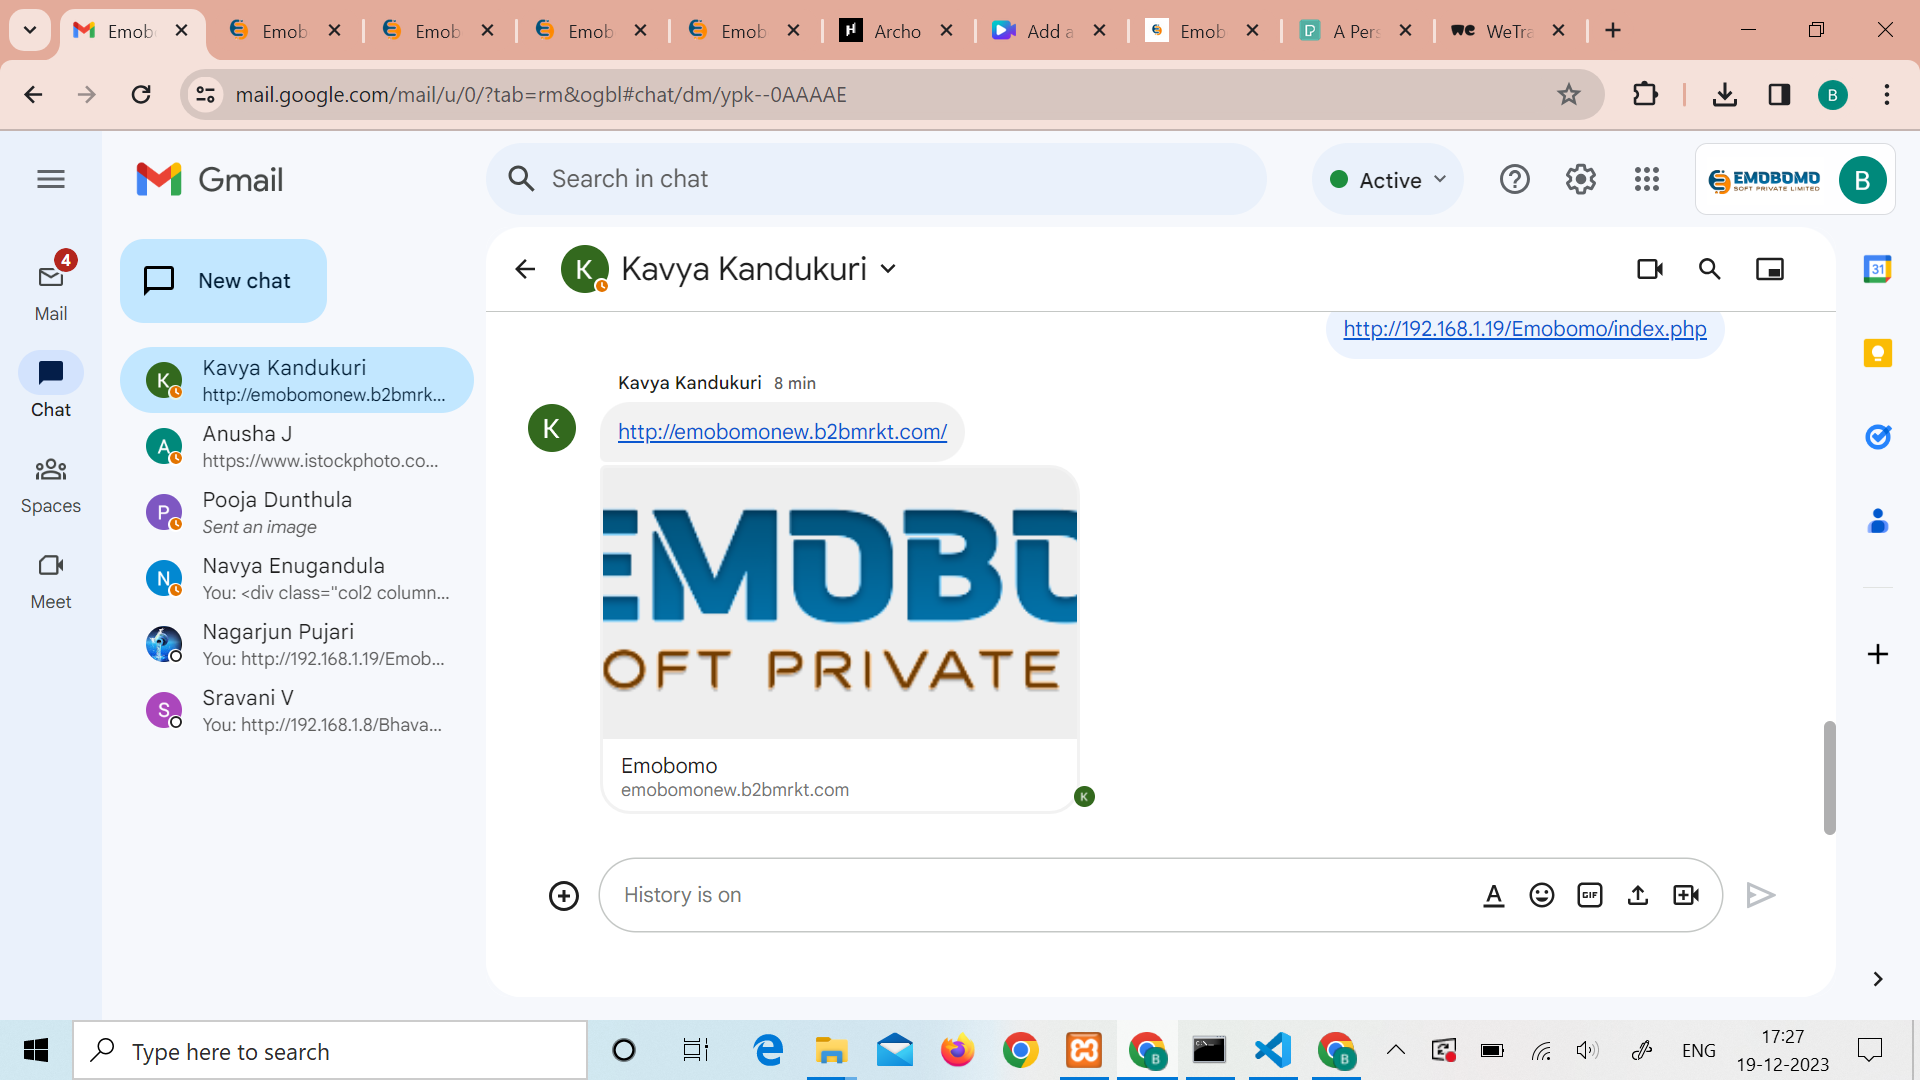 Emob
Emob
Emob
Emob
Emob
Archo
Add a
Emob
A Pers
WeTra
mail.google.com/mail/u/0/?tab=rm&ogbl#chat/dm/ypk--0AAAAE
B
Gmail
Search in chat
Active
EMOBOMO
SOFT PRIVATE LIMITED
B
4
Mail
New chat
K
Kavya Kandukuri
31
http://192.168.1.19/Emobomo/index.php
K
Kavya Kandukuri
http://emobomonew.b2bmrk...
Kavya Kandukuri 8 min
Chat
K
http://emobomonew.b2bmrkt.com/
A
Anusha J
https://www.istockphoto.co...
Spaces
P
Pooja Dunthula
Sent an image
EMOBO
SOFT PRIVATE
N
Navya Enugandula
You: <div class="col2 column...
Meet
Nagarjun Pujari
You: http://192.168.1.19/Emob...
S
Sravani V
You: http://192.168.1.8/Bhava...
Emobomo
emobomonew.b2bmrkt.com
K
History is on
GIF
Type here to search
B
B
ENG
17:27
19-12-2023